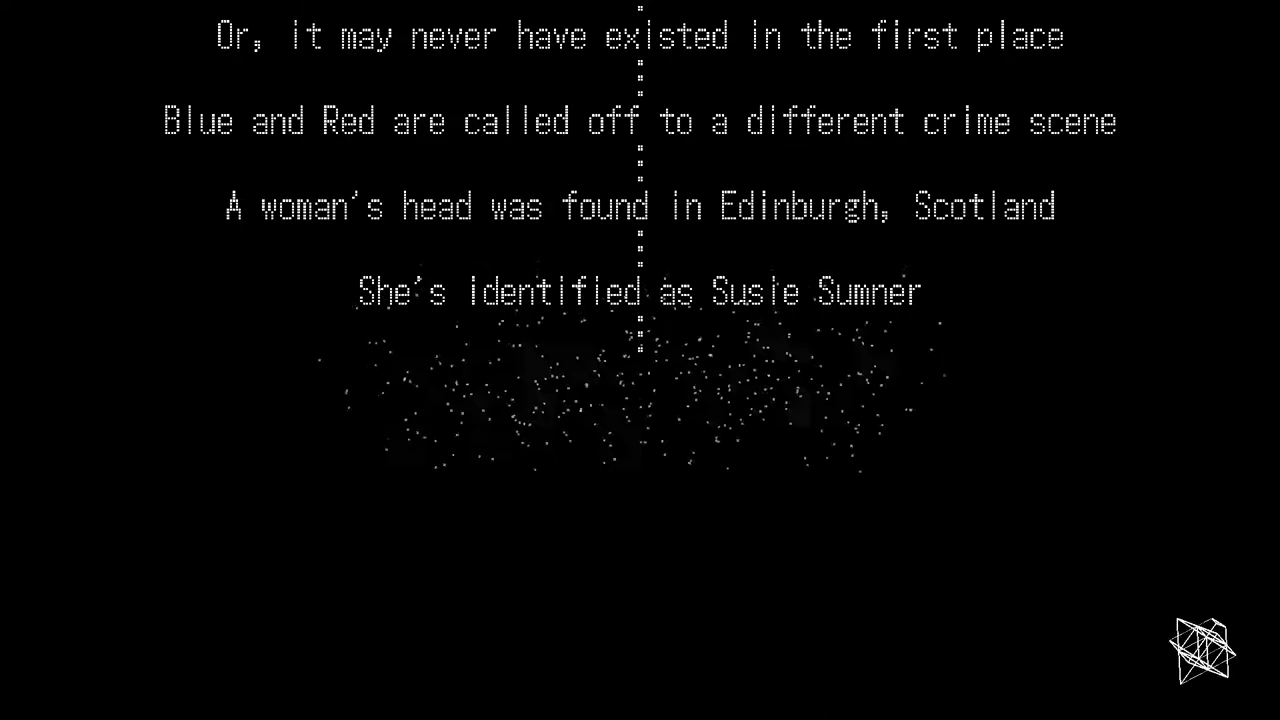 Or, it may never have existed in the first place
Blue and Red are called off to a different crime scene
A woman's head was found in Edinburgh, Scotland
She's identified as Susie Sumner